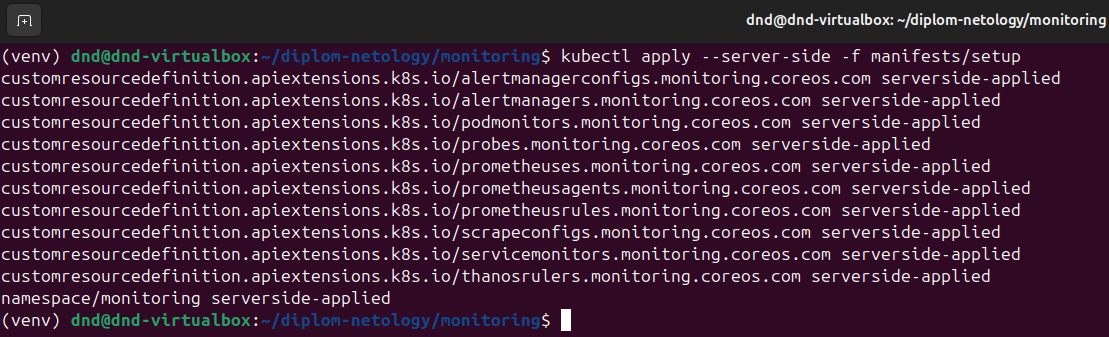 dnd@dnd-virtualbox: ~/diplom-netology/monitoring
(venv) dnd@dnd-virtualbox:~/diplom-netology/monitoring$ kubectl apply --server-side -f manifests/setup
customresourcedefinition.apiextensions.k8s.io/alertmanagerconfigs.monitoring.coreos.com serverside-applied
customresourcedefinition.apiextensions.k8s.io/alertmanagers.monitoring.coreos.com serverside-applied
customresourcedefinition.apiextensions.k8s.io/podmonitors.monitoring.coreos.com serverside-applied
customresourcedefinition.apiextensions.k8s.io/probes.monitoring.coreos.com serverside-applied
customresourcedefinition.apiextensions.k8s.io/prometheuses.monitoring.coreos.com serverside-applied
customresourcedefinition.apiextensions.k8s.io/prometheusagents.monitoring.coreos.com serverside-applied
customresourcedefinition.apiextensions.k8s.io/prometheusrules.monitoring.coreos.com serverside-applied
customresourcedefinition.apiextensions.k8s.io/scrapeconfigs.monitoring.coreos.com serverside-applied
customresourcedefinition.apiextensions.k8s.io/servicemonitors.monitoring.coreos.com serverside-applied
customresourcedefinition.apiextensions.k8s.io/thanosrulers.monitoring.coreos.com serverside-applied
namespace/monitoring serverside-applied
(venv) dnd@dnd-virtualbox:~/diplom-netology/monitoring$